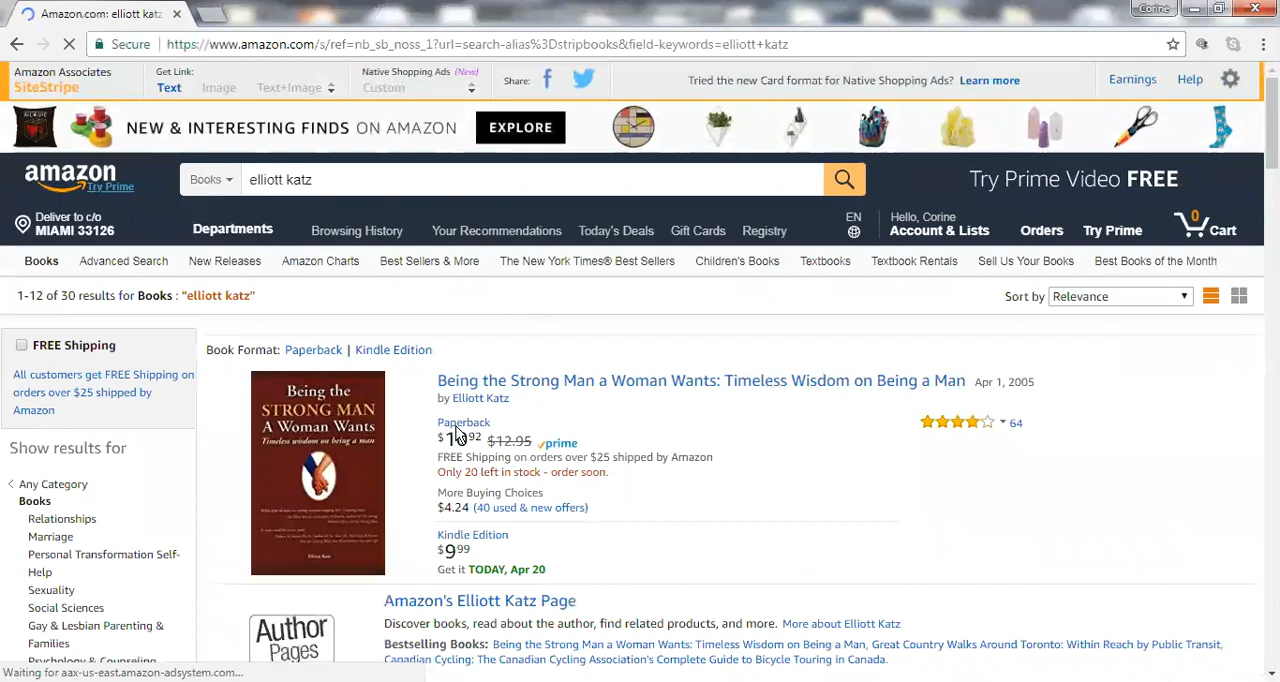 Amazon.com: elliott katz
Corine
Secure
https://www.amazon.com/s/ref=nb_sb_noss_1?url=search-alias%3Dstripbooks&field-keywords=elliott+katz
Amazon Associates
SiteStripe
Get Link:
Text Image Text+Image
Native Shopping Ads (New)
Custom
Share:
Tried the new Card format for Native Shopping Ads? Learn more
Earnings Help
NEW & INTERESTING FINDS ON AMAZON EXPLORE
amazon
Try Prime
Books
elliott katz
Try Prime Video FREE
Deliver to c/o
MIAMI 33126
Departments
Browsing History Your Recommendations Today's Deals Gift Cards Registry
EN
Hello, Corine
Account & Lists
Orders
Try Prime
0
Cart
Books Advanced Search New Releases Amazon Charts Best Sellers & More The New York Times® Best Sellers Children's Books Textbooks Textbook Rentals Sell Us Your Books Best Books of the Month
1-12 of 30 results for Books : "elliott katz"
Sort by Relevance
FREE Shipping
All customers get FREE Shipping on
orders over $25 shipped by
Amazon
Show results for
Any Category
Books
Relationships
Marriage
Personal Transformation Self-
Help
Sexuality
Social Sciences
Gay & Lesbian Parenting &
Families
Psychology & Counseling
Book Format: Paperback | Kindle Edition
Being the
STRONG MAN
A Woman Wants
Timeless wisdom on being a man
Elliott Katz
Being the Strong Man a Woman Wants: Timeless Wisdom on Being a Man Apr 1, 2005
by Elliott Katz
Paperback
$12.95 prime
FREE Shipping on orders over $25 shipped by Amazon
Only 20 left in stock - order soon.
More Buying Choices
$4.24 (40 used & new offers)
Kindle Edition
$9.99
Get it TODAY, Apr 20
64
Author
Pages
Amazon's Elliott Katz Page
Discover books, read about the author, find related products, and more. More about Elliott Katz
Bestselling Books: Being the Strong Man a Woman Wants: Timeless Wisdom on Being a Man, Great Country Walks Around Toronto: Within Reach by Public Transit,
Canadian Cycling: The Canadian Cycling Association's Complete Guide to Bicycle Touring in Canada.
Waiting for aax-us-east.amazon-adsystem.com...